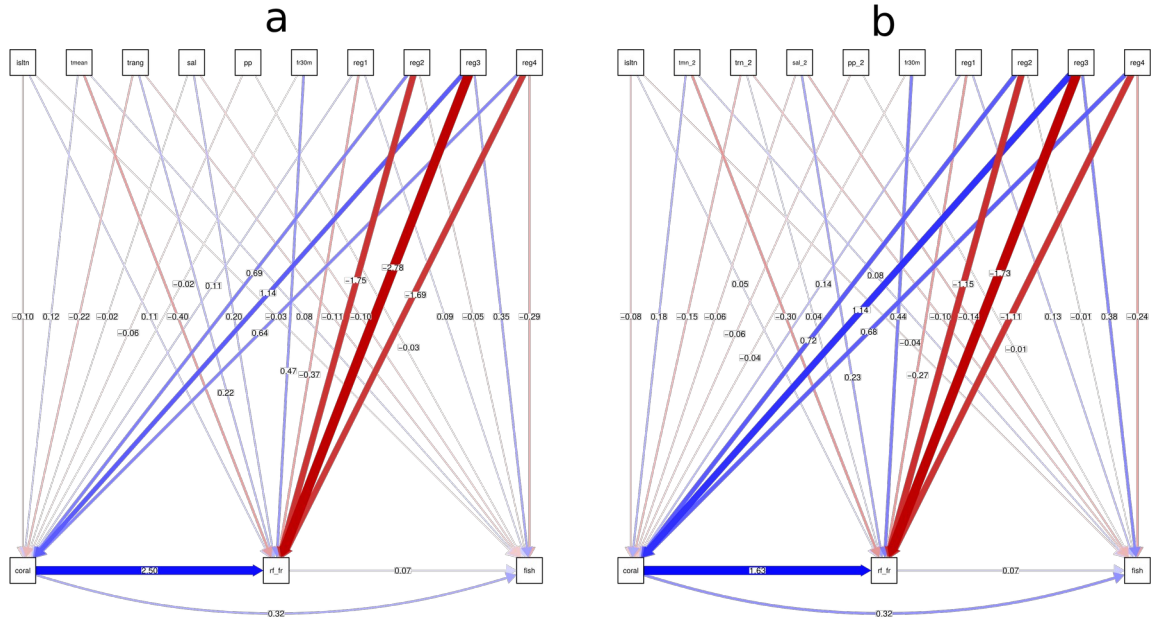 a b
isltn tmean trang sal pp fr30m reg1 reg2 reg3 reg4 isltn tmn_2 trn_2 sal_2 pp_2 fr30m reg1 reg2 reg3 reg4
−2.78 −1.73
0.69 0.08
−0.02 0.11 −1.75 0.05 0.14 −1.15
1.14 −1.69
−0.10 0.12 −0.22 −0.02 0.11 −0.40 0.20 −0.03 0.08 −0.11 −0.10 0.09 −0.05 0.35 −0.29 −0.08 0.18 −0.15 −0.06 −0.30 0.04 1.14 0.44 −0.10 −0.14 −1.11 0.13 −0.01 0.38 −0.24
−0.06 0.64 −0.06 0.68
0.72 −0.04
−0.03 −0.01
−0.04
0.47 −0.37 −0.27
0.23
0.22
coral 2.50 rf_fr 0.07 fish coral 1.63 rf_fr 0.07 fish
0.32 0.32